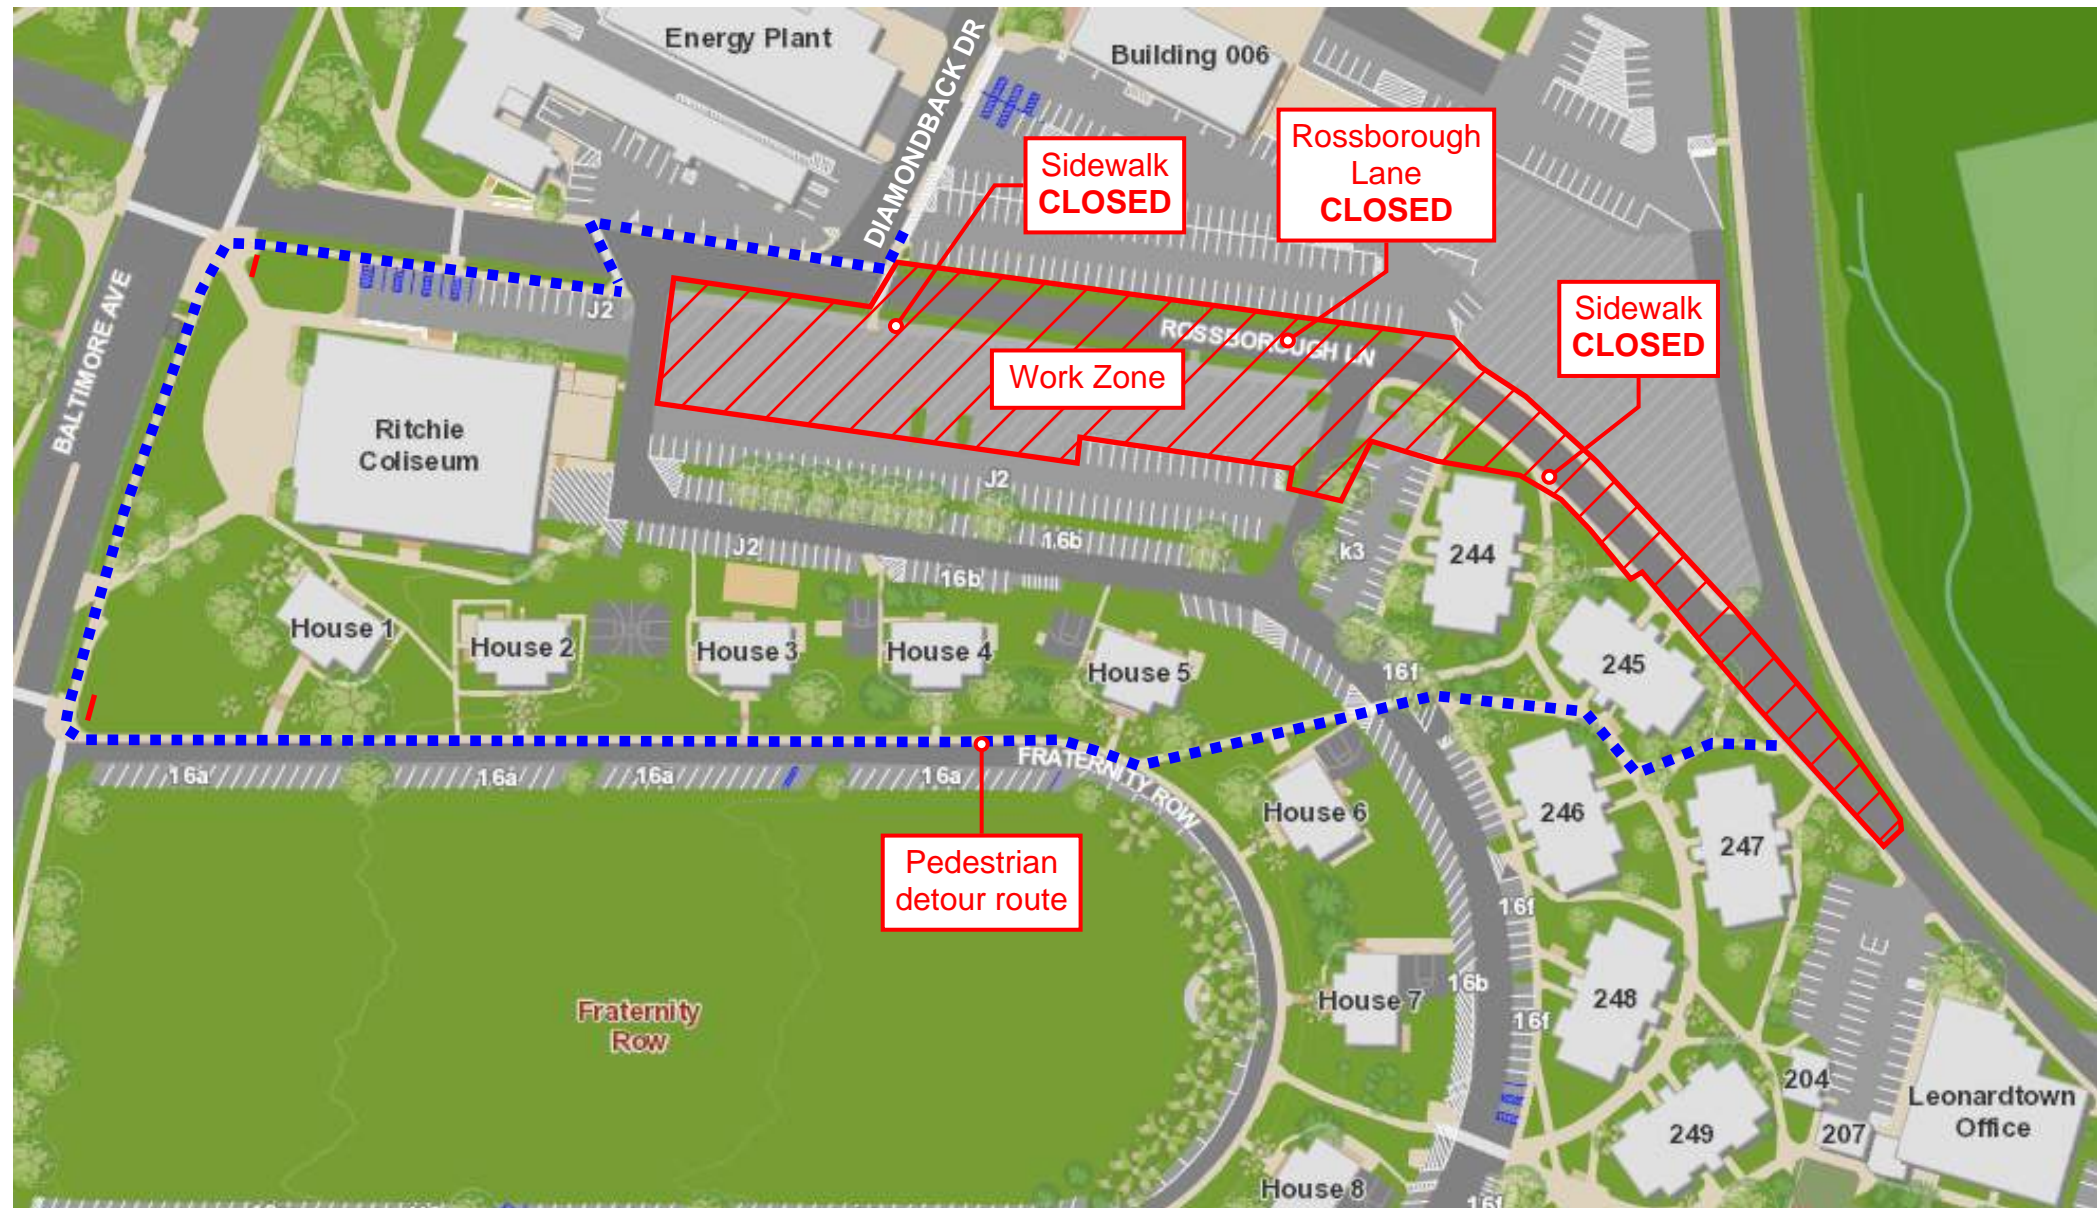 Energy Plant
DIAMONDBACK DR
Building 006
Sidewalk
CLOSED
Rossborough
Lane
CLOSED
Sidewalk
CLOSED
BALTIMORE AVE
J2
ROSSBOROUGH LN
Work Zone
Ritchie
Coliseum
J2
J2
16b
16b
k3
244
House 1
House 2
House 3
House 4
House 5
245
16f
16a
16a
16a
16a
FRATERNITY ROW
House 6
246
247
Pedestrian
detour route
16f
House 7
16b
248
16f
Fraternity
Row
204
Leonardtown
Office
249
207
House 8
16f